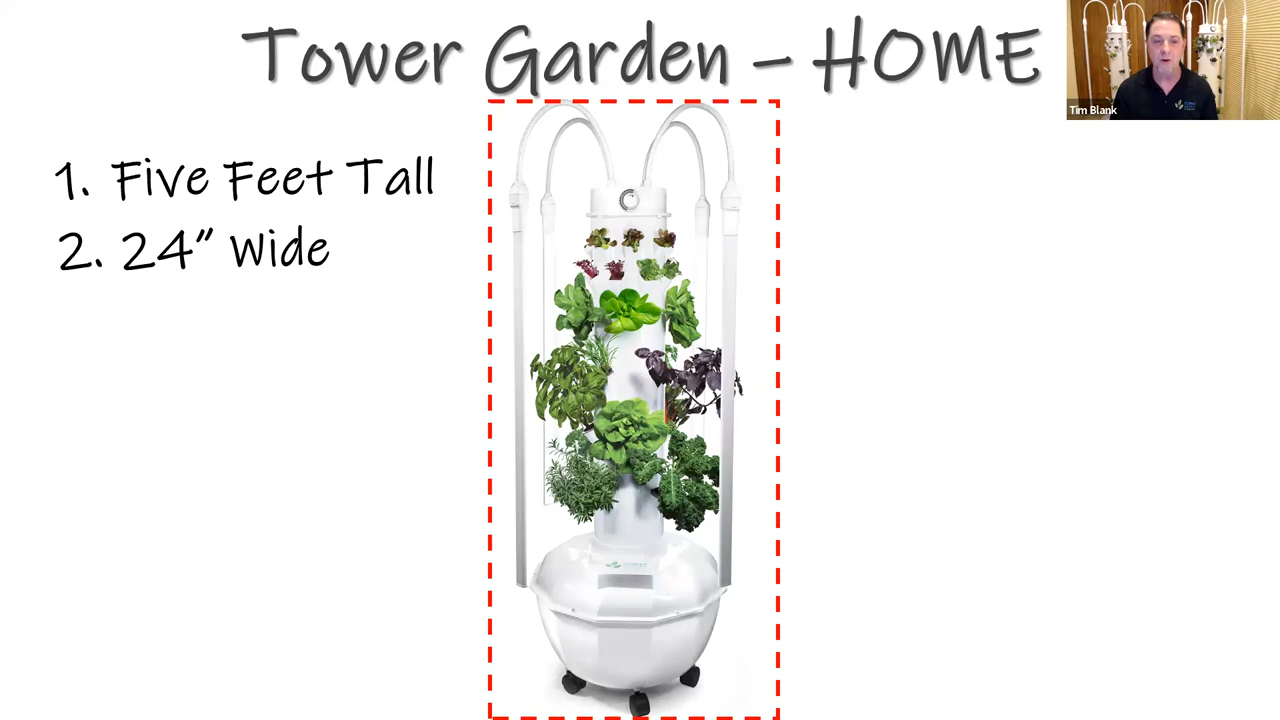 Tower Garden – HOME
Tim Blank
1. Five Feet Tall
2. 24” Wide